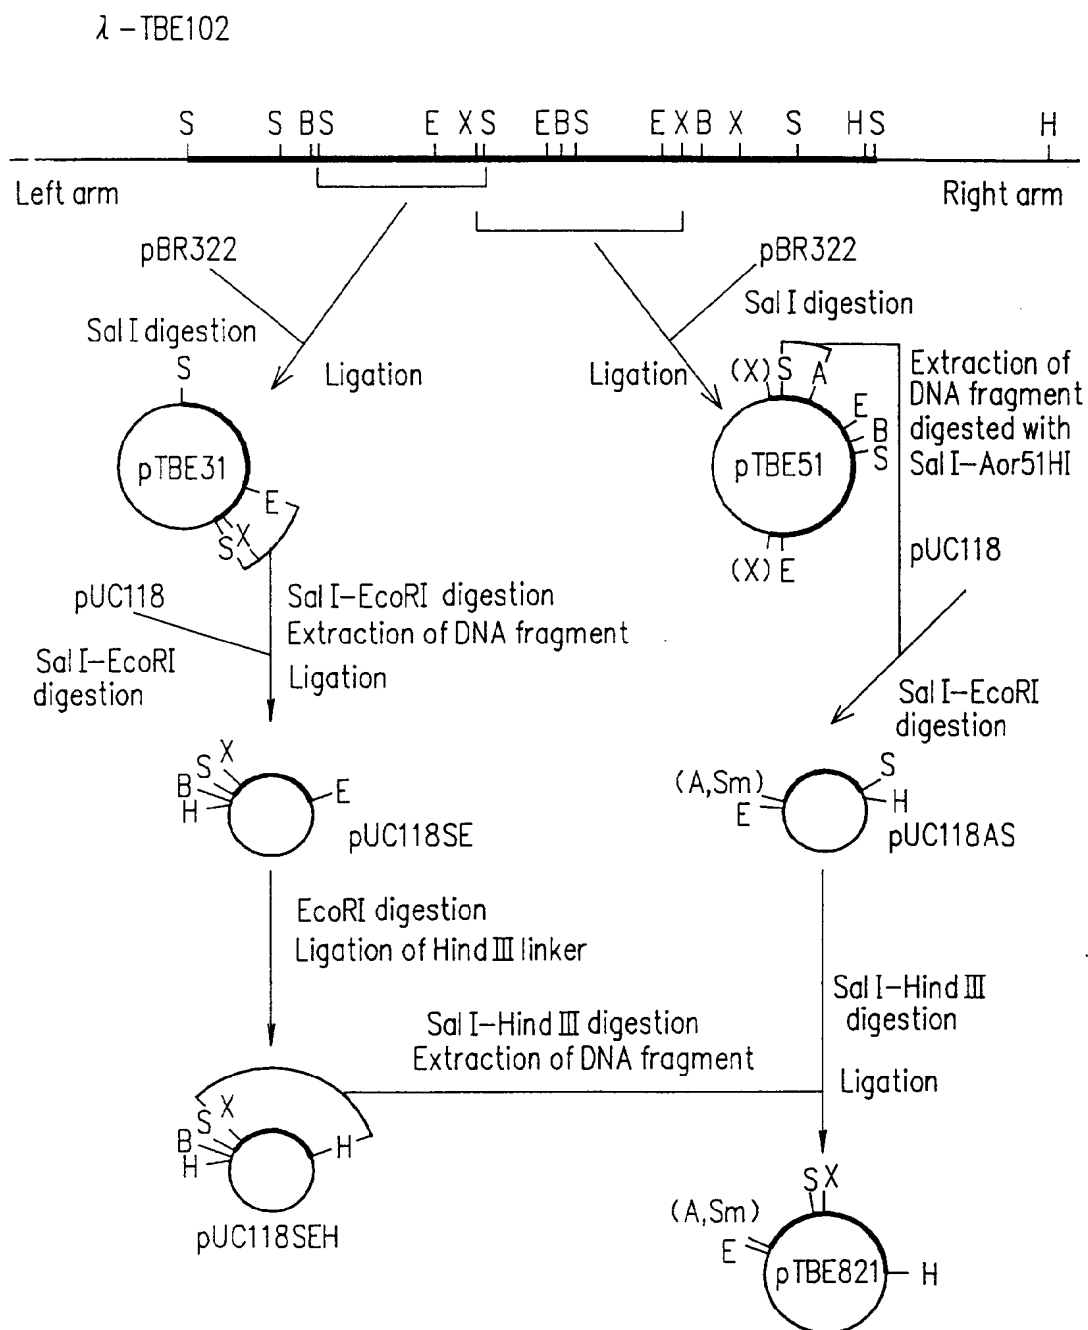 λ-TBE102
S S B S E X S E B S E X B X S H S H
Left arm
Right arm
pBR322
pBR322
Sal I digestion
Sal I digestion
Ligation
Ligation
S
pTBE31
E
X
S
(X) S A
E
B
S
pTBE51
(X) E
Extraction of
DNA fragment
digested with
Sal I-Aor51HI
pUC118
pUC118
Sal I-EcoRI digestion
Extraction of DNA fragment
Ligation
Sal I-EcoRI
digestion
Sal I-EcoRI
digestion
X
S
B
H
E
pUC118SE
(A,Sm)
E
S
H
pUC118AS
EcoRI digestion
Ligation of Hind III linker
Sal I-Hind III digestion
Extraction of DNA fragment
Sal I-Hind III
digestion
Ligation
X
S
B
H
H
pUC118SEH
S X
(A,Sm)
E
pTBE821
H